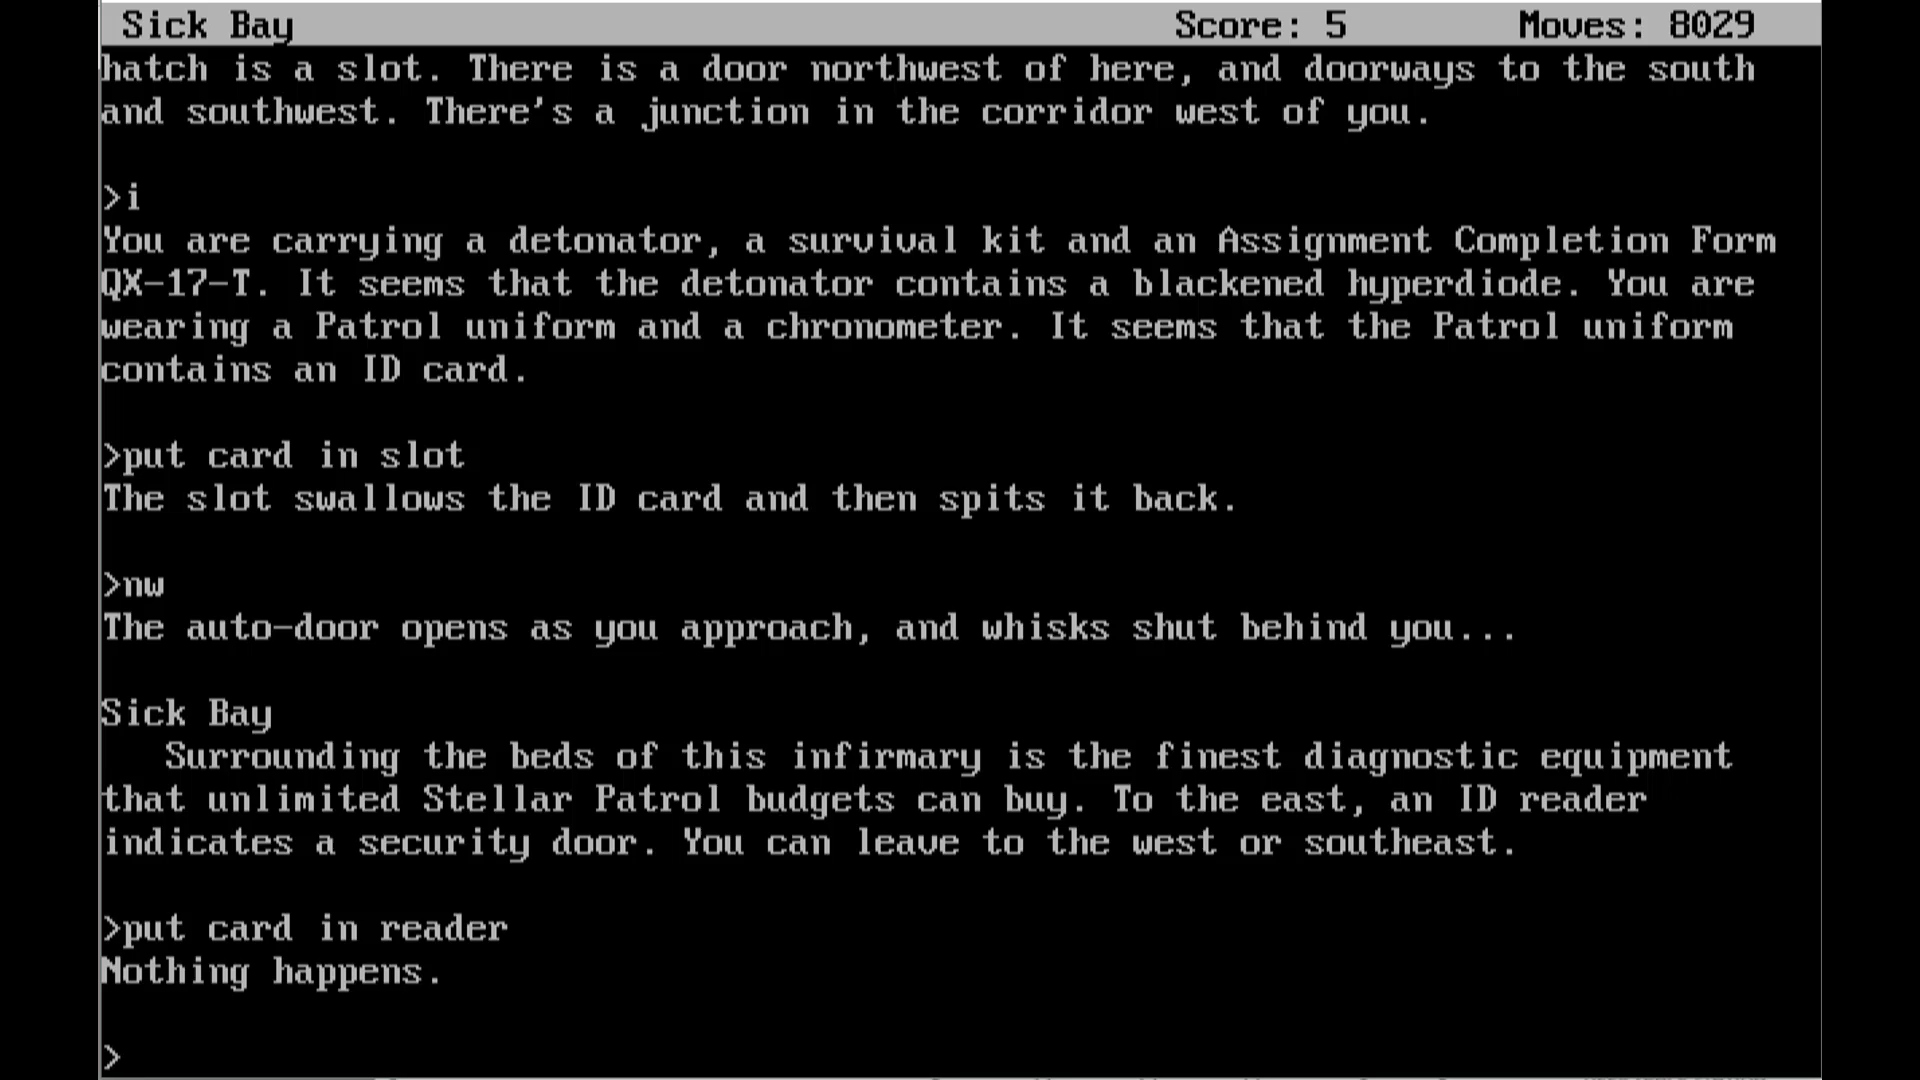 Sick Bay Score: 5 Moves: 8029
hatch is a slot. There is a door northwest of here, and doorways to the south
and southwest. There's a junction in the corridor west of you.
>i
You are carrying a detonator, a survival kit and an Assignment Completion Form
QX-17-T. It seems that the detonator contains a blackened hyperdiode. You are
wearing a Patrol uniform and a chronometer. It seems that the Patrol uniform
contains an ID card.
>put card in slot
The slot swallows the ID card and then spits it back.
>nw
The auto-door opens as you approach, and whisks shut behind you...
Sick Bay
Surrounding the beds of this infirmary is the finest diagnostic equipment
that unlimited Stellar Patrol budgets can buy. To the east, an ID reader
indicates a security door. You can leave to the west or southeast.
>put card in reader
Nothing happens.
>